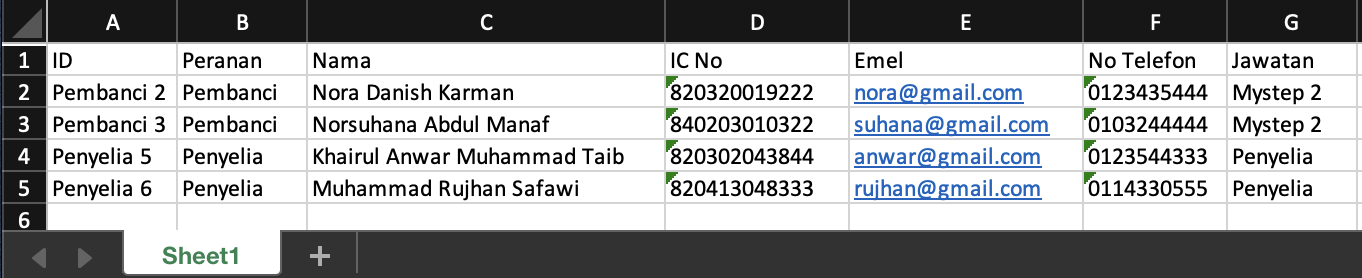 A B C D E F G
1 ID Peranan Nama IC No Emel No Telefon Jawatan
2 Pembanci 2 Pembanci Nora Danish Karman 820320019222 nora@gmail.com 0123435444 Mystep 2
3 Pembanci 3 Pembanci Norsuhana Abdul Manaf 840203010322 suhana@gmail.com 0103244444 Mystep 2
4 Penyelia 5 Penyelia Khairul Anwar Muhammad Taib 820302043844 anwar@gmail.com 0123544333 Penyelia
5 Penyelia 6 Penyelia Muhammad Rujhan Safawi 820413048333 rujhan@gmail.com 0114330555 Penyelia
6
Sheet1 +